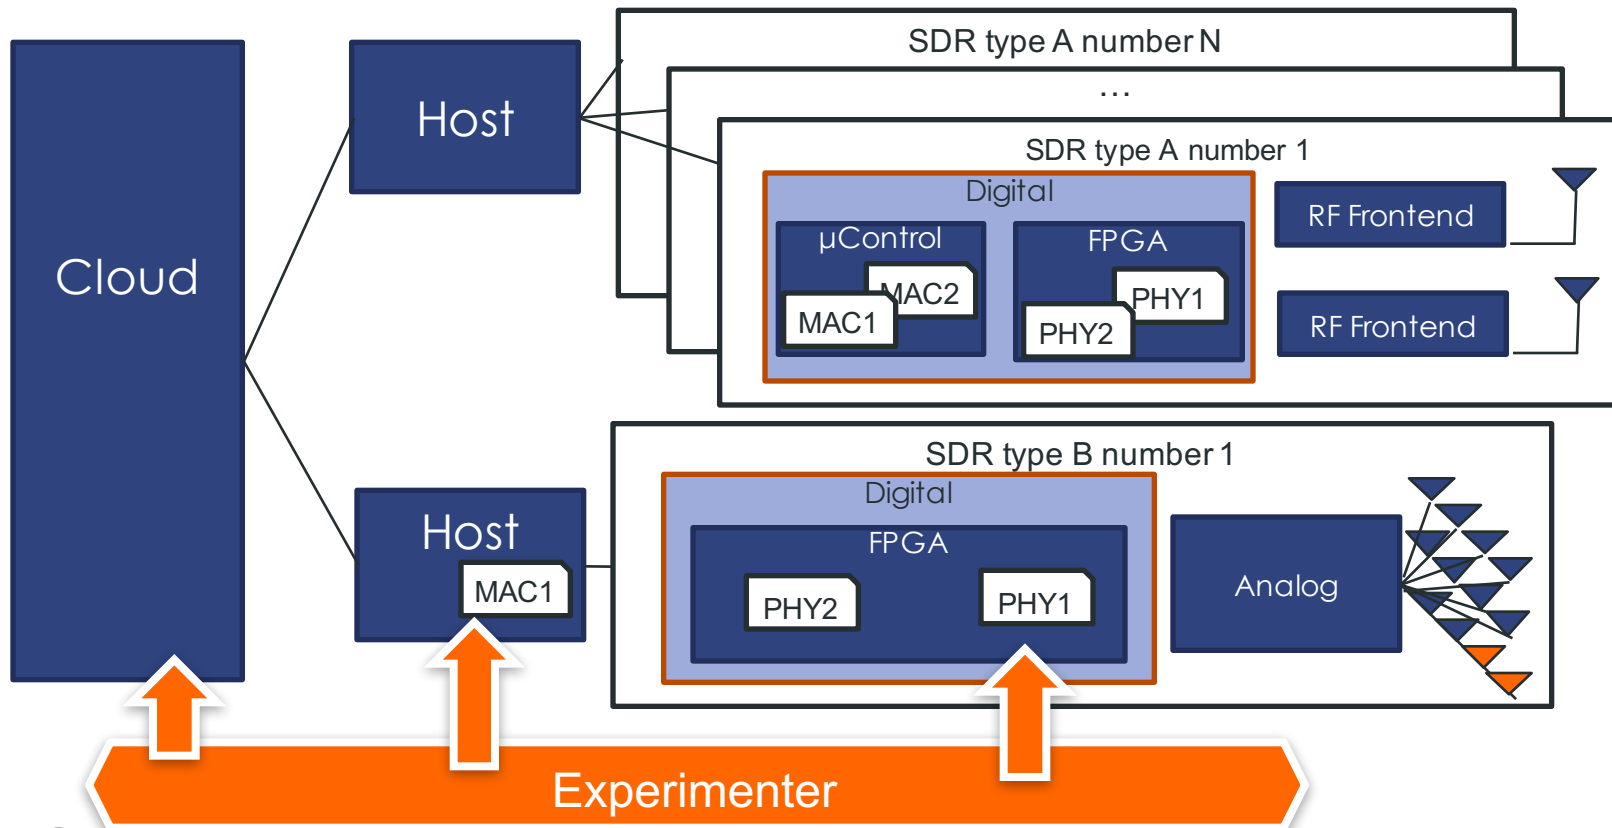 SDR type A number N
...
SDR type A number 1
Cloud
Host
Digital
µControl
MAC2
MAC1
FPGA
PHY1
PHY2
RF Frontend
RF Frontend
SDR type B number 1
Host
MAC1
Digital
FPGA
PHY2
PHY1
Analog
Experimenter